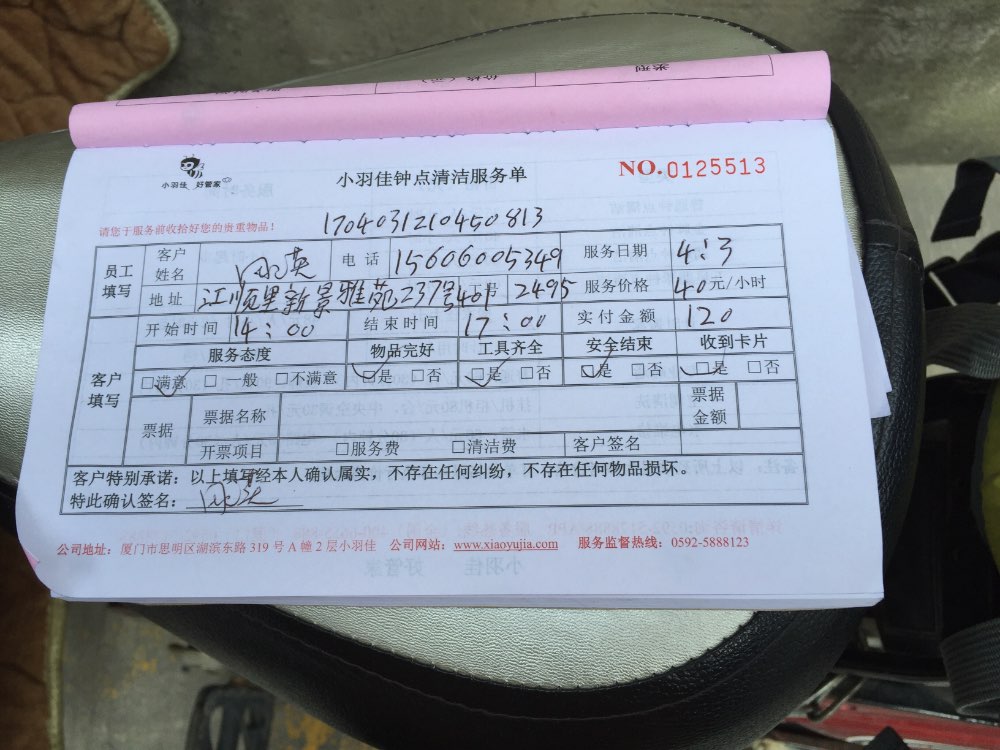 类型
小羽佳 好管家
小羽佳钟点清洁服务单
NO.0125513
请您于服务前收拾好您的贵重物品！
1704031210450813
员工填写 客户姓名 英 电话 15606005349 服务日期 4:3
地址 江顺里新景雅苑237号401 工号 2495 服务价格 40元/小时
客户填写 开始时间 14:00 结束时间 17:00 实付金额 120
服务态度 物品完好 工具齐全 安全结束 收到卡片
☑满意 □一般 □不满意 ☑是 □否 ☑是 □否 ☑是 □否 ☑是 □否
票据 票据名称 票据金额
开票项目 □服务费 □清洁费 客户签名
客户特别承诺：以上填写经本人确认属实，不存在任何纠纷，不存在任何物品损坏。
特此确认签名：
公司地址：厦门市思明区湖滨东路 319 号 A 幢 2 层小羽佳 公司网站：www.xiaoyujia.com 服务监督热线：0592-5888123